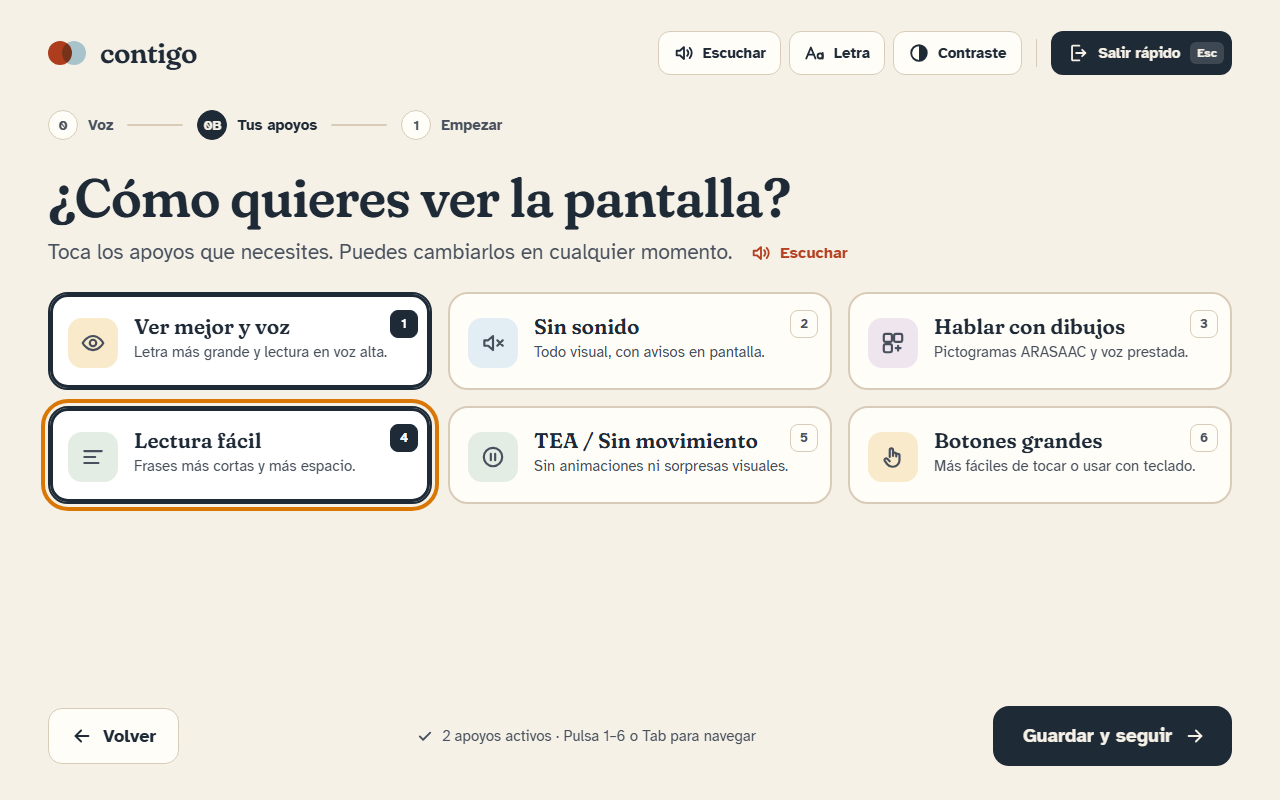 contigo
Escuchar
Letra
Contraste
Salir rápido Esc
0 Voz
0B Tus apoyos
1 Empezar
¿Cómo quieres ver la pantalla?
Toca los apoyos que necesites. Puedes cambiarlos en cualquier momento.
Escuchar
Ver mejor y voz 1
Letra más grande y lectura en voz alta.
Sin sonido 2
Todo visual, con avisos en pantalla.
Hablar con dibujos 3
Pictogramas ARASAAC y voz prestada.
Lectura fácil 4
Frases más cortas y más espacio.
TEA / Sin movimiento 5
Sin animaciones ni sorpresas visuales.
Botones grandes 6
Más fáciles de tocar o usar con teclado.
Volver
2 apoyos activos · Pulsa 1–6 o Tab para navegar
Guardar y seguir